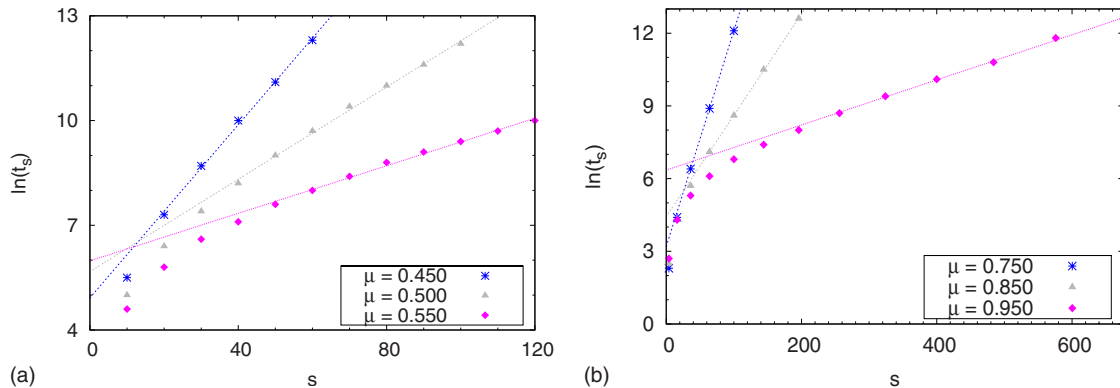 13
10
7
4
ln(t_s)
0
40
80
120
s
μ = 0.450
μ = 0.500
μ = 0.550
(a)
12
9
6
3
0
ln(t_s)
0
200
400
600
s
μ = 0.750
μ = 0.850
μ = 0.950
(b)